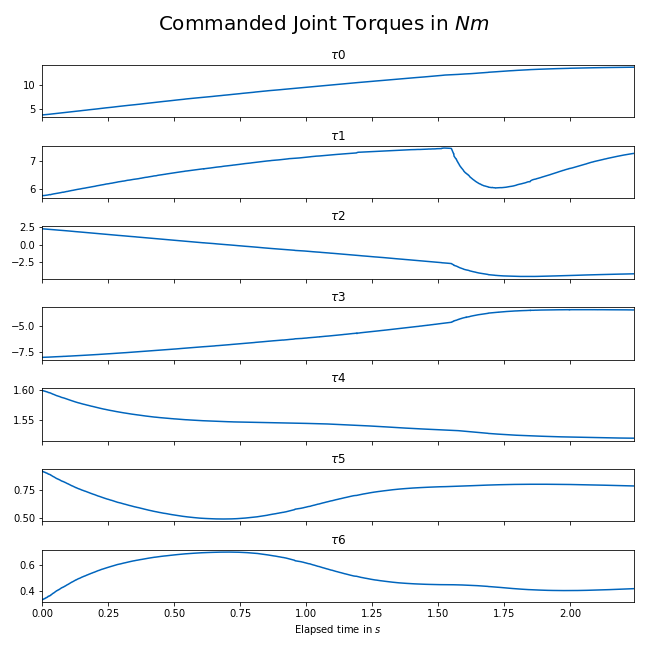 Commanded Joint Torques in Nm
τ0
10
5
τ1
7
6
τ2
2.5
0.0
−2.5
τ3
−5.0
−7.5
τ4
1.60
1.55
τ5
0.75
0.50
τ6
0.6
0.4
0.00 0.25 0.50 0.75 1.00 1.25 1.50 1.75 2.00
Elapsed time in s